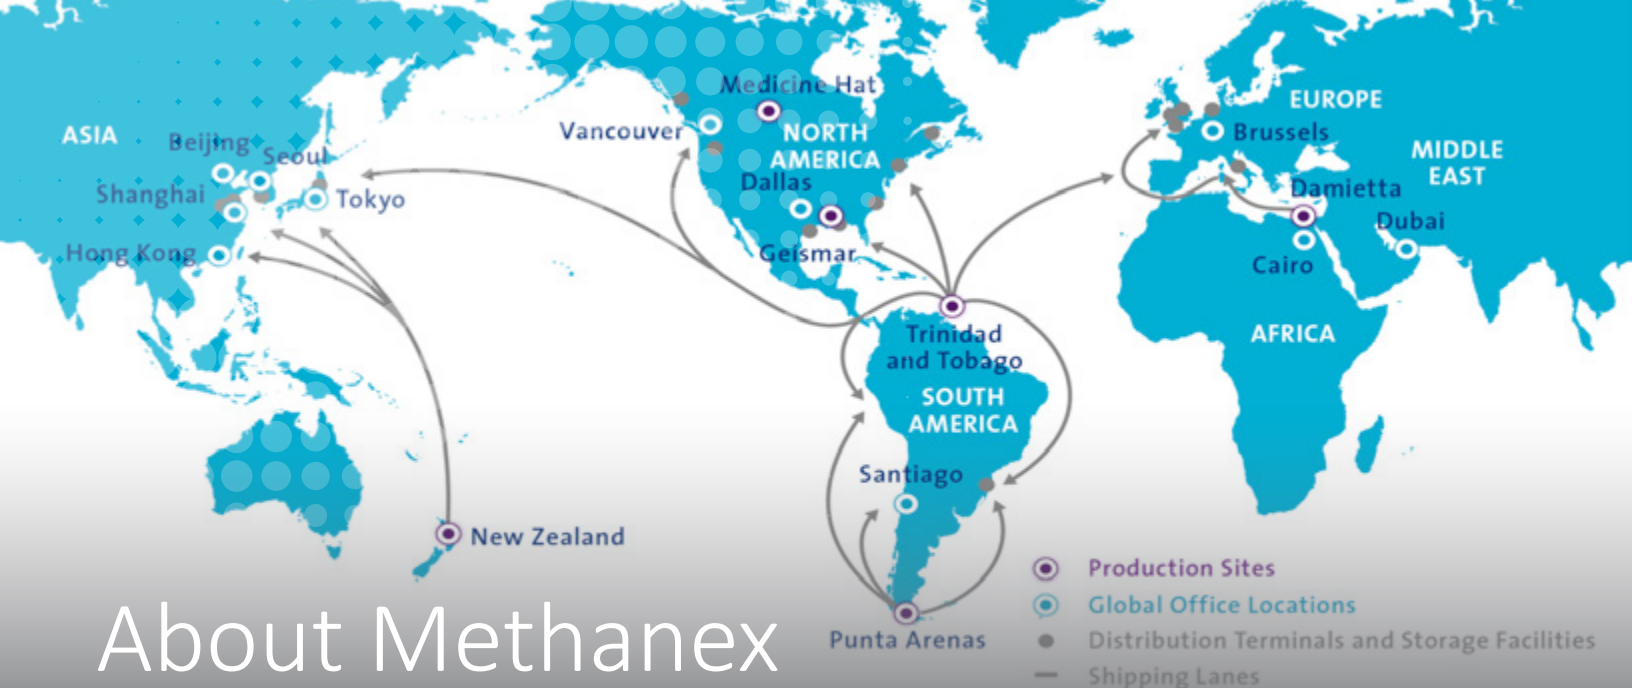 Medicine Hat
EUROPE
ASIA
Vancouver
NORTH
AMERICA
Brussels
Beijing
Seoul
MIDDLE
EAST
Dallas
Shanghai
Tokyo
Damietta
Dubai
Hong Kong
Geismar
Cairo
Trinidad
and Tobago
AFRICA
SOUTH
AMERICA
Santiago
New Zealand
Production Sites
Global Office Locations
Punta Arenas
Distribution Terminals and Storage Facilities
Shipping Lanes
About Methanex